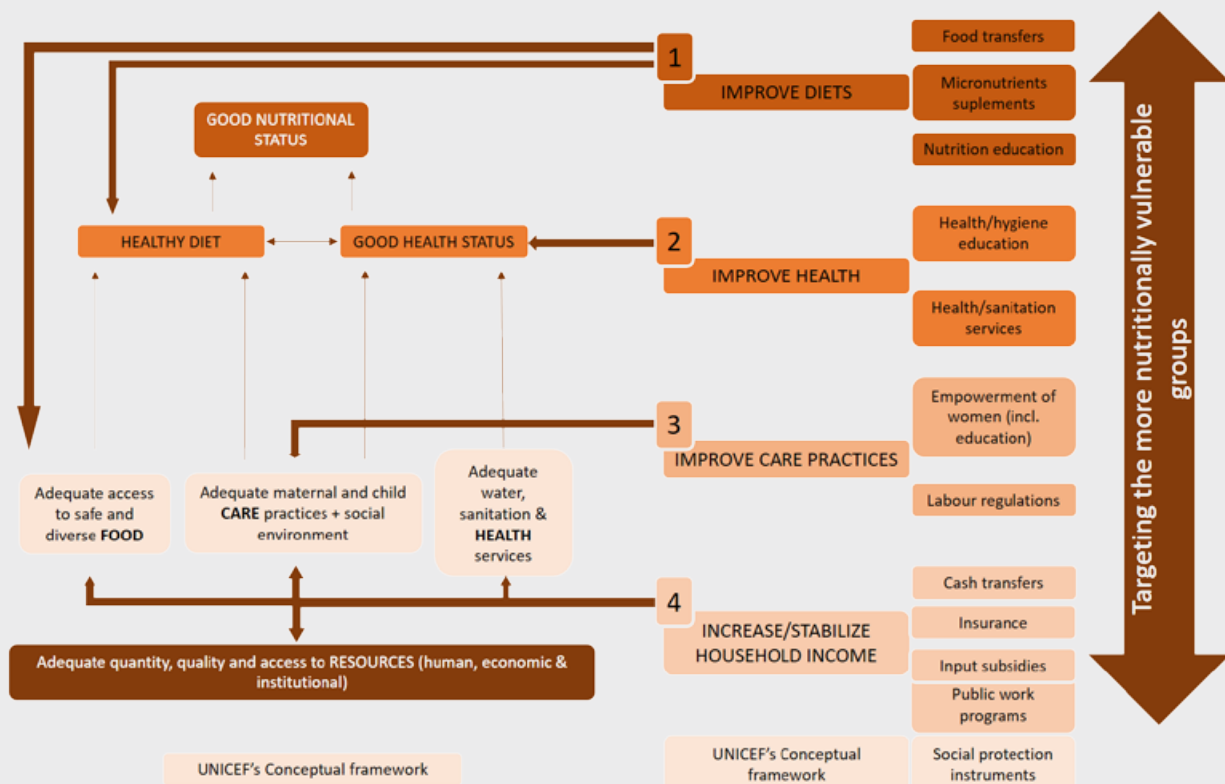 1
IMPROVE DIETS
Food transfers
Micronutrients
suplements
Nutrition education
GOOD NUTRITIONAL
STATUS
HEALTHY DIET
GOOD HEALTH STATUS
2
IMPROVE HEALTH
Health/hygiene
education
Health/sanitation
services
3
IMPROVE CARE PRACTICES
Empowerment of
women (incl.
education)
Labour regulations
Adequate access
to safe and
diverse FOOD
Adequate maternal and child
CARE practices + social
environment
Adequate
water,
sanitation &
HEALTH
services
4
INCREASE/STABILIZE
HOUSEHOLD INCOME
Cash transfers
Insurance
Input subsidies
Public work
programs
Adequate quantity, quality and access to RESOURCES (human, economic &
institutional)
UNICEF's Conceptual framework
UNICEF's Conceptual
framework
Social protection
instruments
Targeting the more nutritionally vulnerable
groups